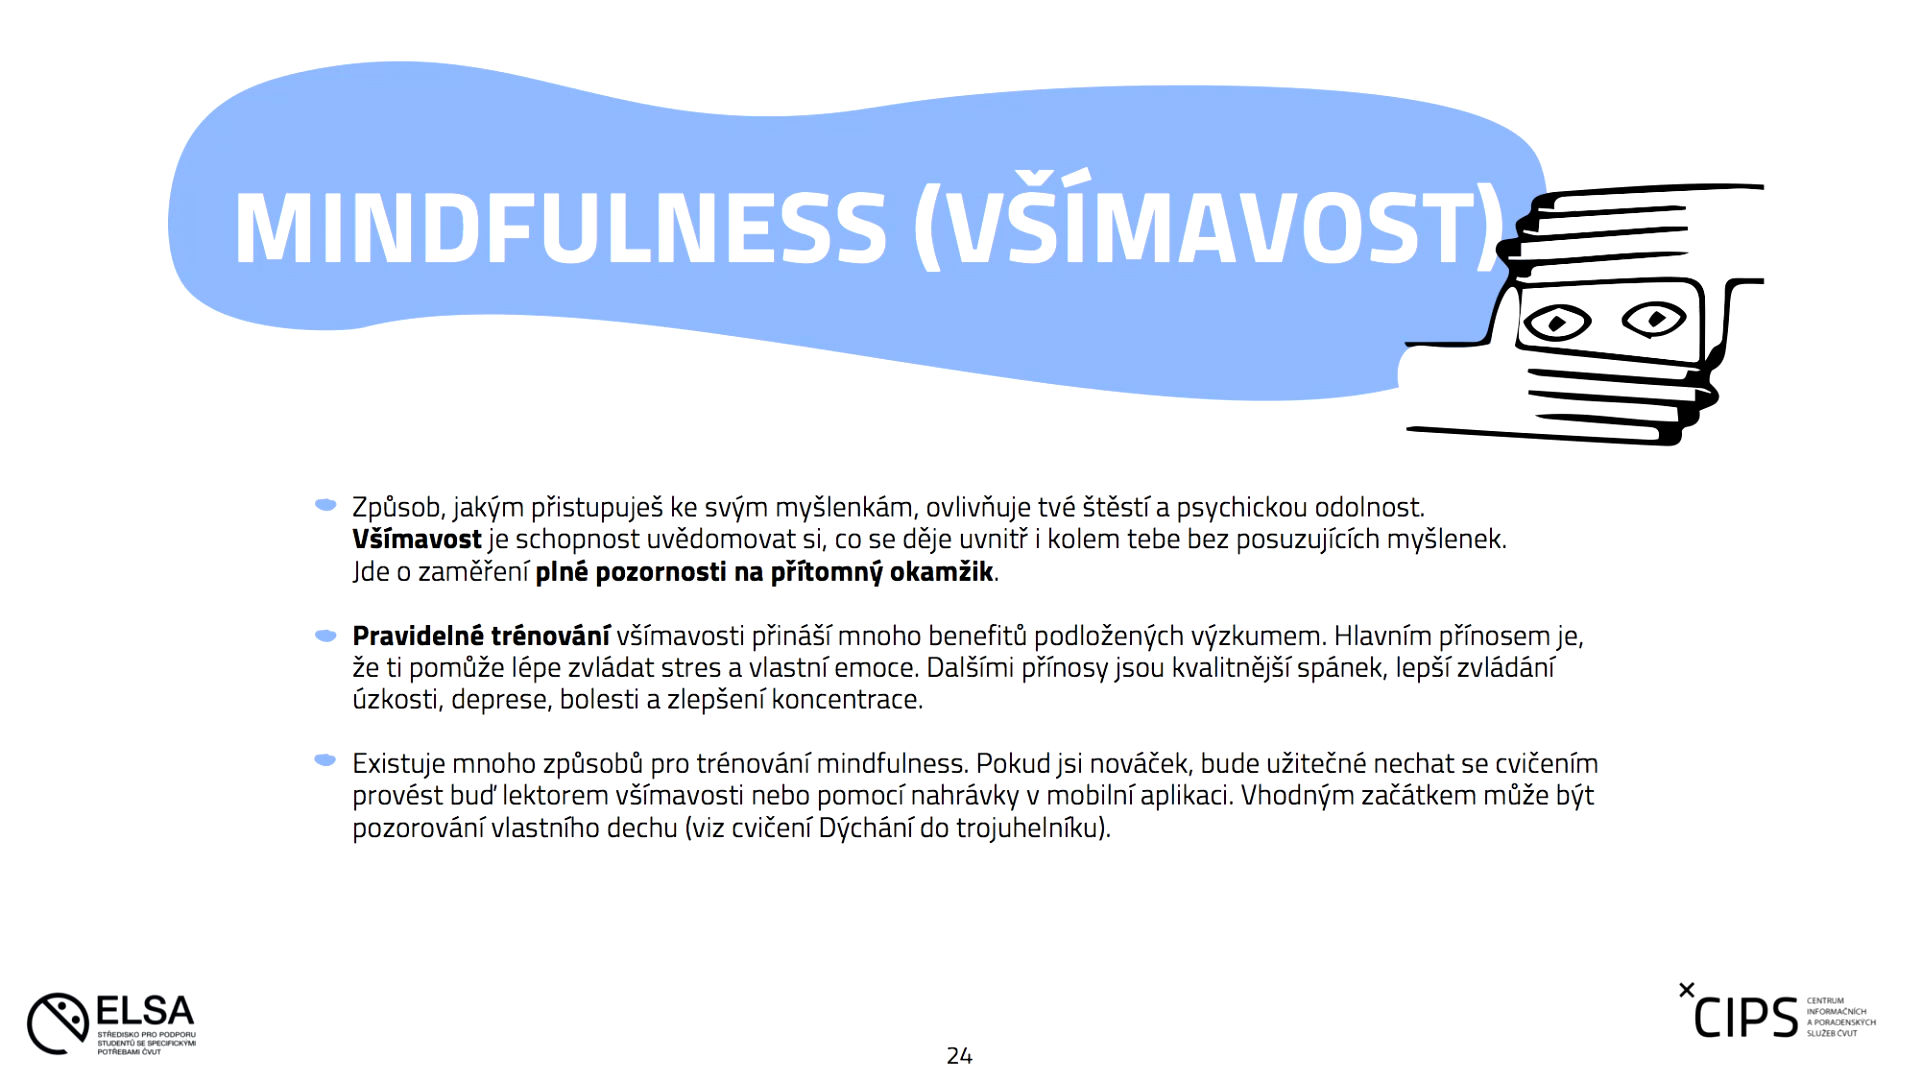 MINDFULNESS (VŠÍMAVOST)
Způsob, jakým přistupuješ ke svým myšlenkám, ovlivňuje tvé štěstí a psychickou odolnost.
Všímavost je schopnost uvědomovat si, co se děje uvnitř i kolem tebe bez posuzujících myšlenek.
Jde o zaměření plné pozornosti na přítomný okamžik.
Pravidelné trénování všímavosti přináší mnoho benefitů podložených výzkumem. Hlavním přínosem je,
že ti pomůže lépe zvládat stres a vlastní emoce. Dalšími přínosy jsou kvalitnější spánek, lepší zvládání
úzkosti, deprese, bolesti a zlepšení koncentrace.
Existuje mnoho způsobů pro trénování mindfulness. Pokud jsi nováček, bude užitečné nechat se cvičením
provést buď lektorem všímavosti nebo pomocí nahrávky v mobilní aplikaci. Vhodným začátkem může být
pozorování vlastního dechu (viz cvičení Dýchání do trojuhelníku).
ELSA
STŘEDISKO PRO PODPORU
STUDENTŮ SE SPECIFICKÝMI
POTŘEBAMI ČVUT
24
CIPS
CENTRUM
INFORMAČNÍCH
A PORADENSKÝCH
SLUŽEB ČVUT